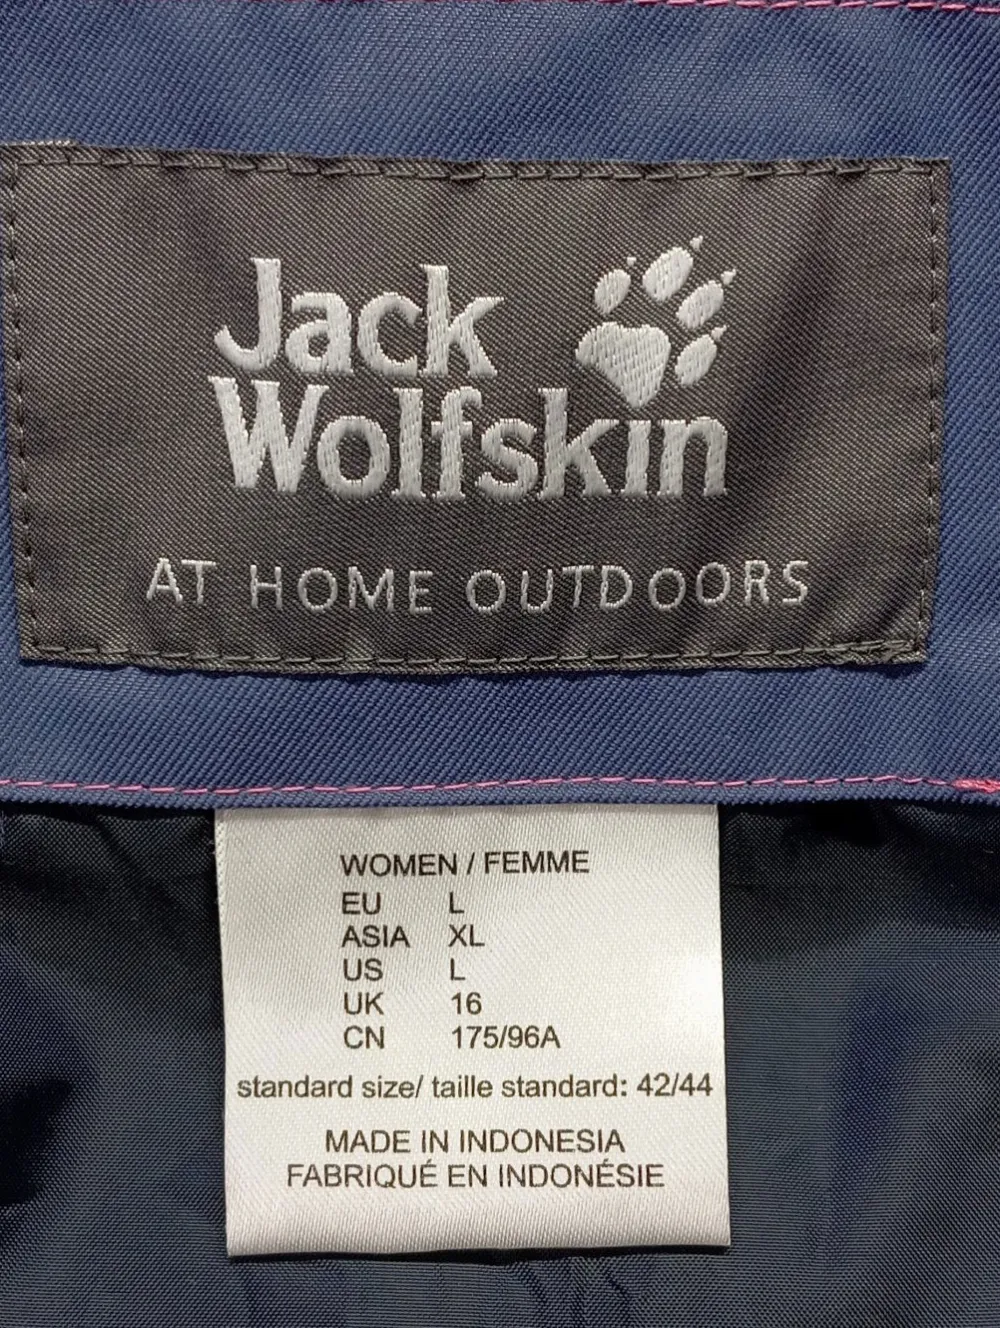 Jack
Wolfskin
AT HOME OUTDOORS
WOMEN / FEMME
EU L
ASIA XL
US L
UK 16
CN 175/96A
standard size/ taille standard: 42/44
MADE IN INDONESIA
FABRIQUÉ EN INDONÉSIE